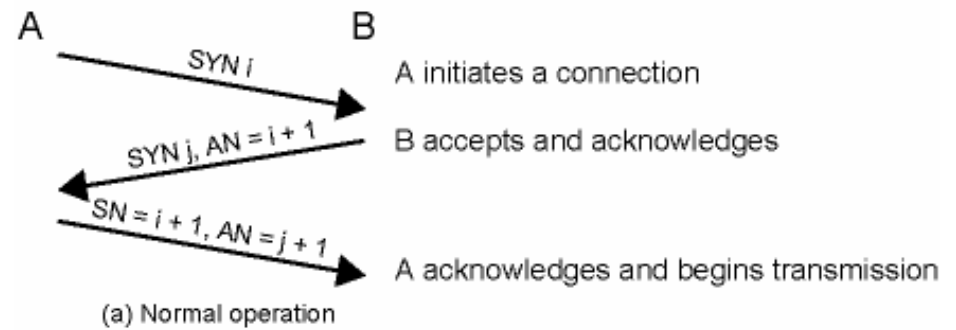 A B
SYN i
A initiates a connection
SYN j, AN = i + 1
B accepts and acknowledges
SN = i + 1, AN = j + 1
A acknowledges and begins transmission
(a) Normal operation